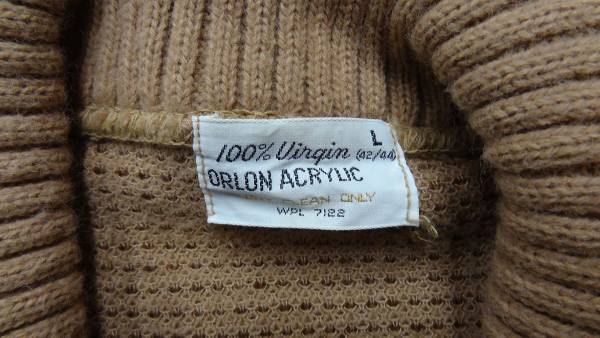 L
100% Virgin (42/44)
ORLON ACRYLIC
CLEAN ONLY
WPL 7122